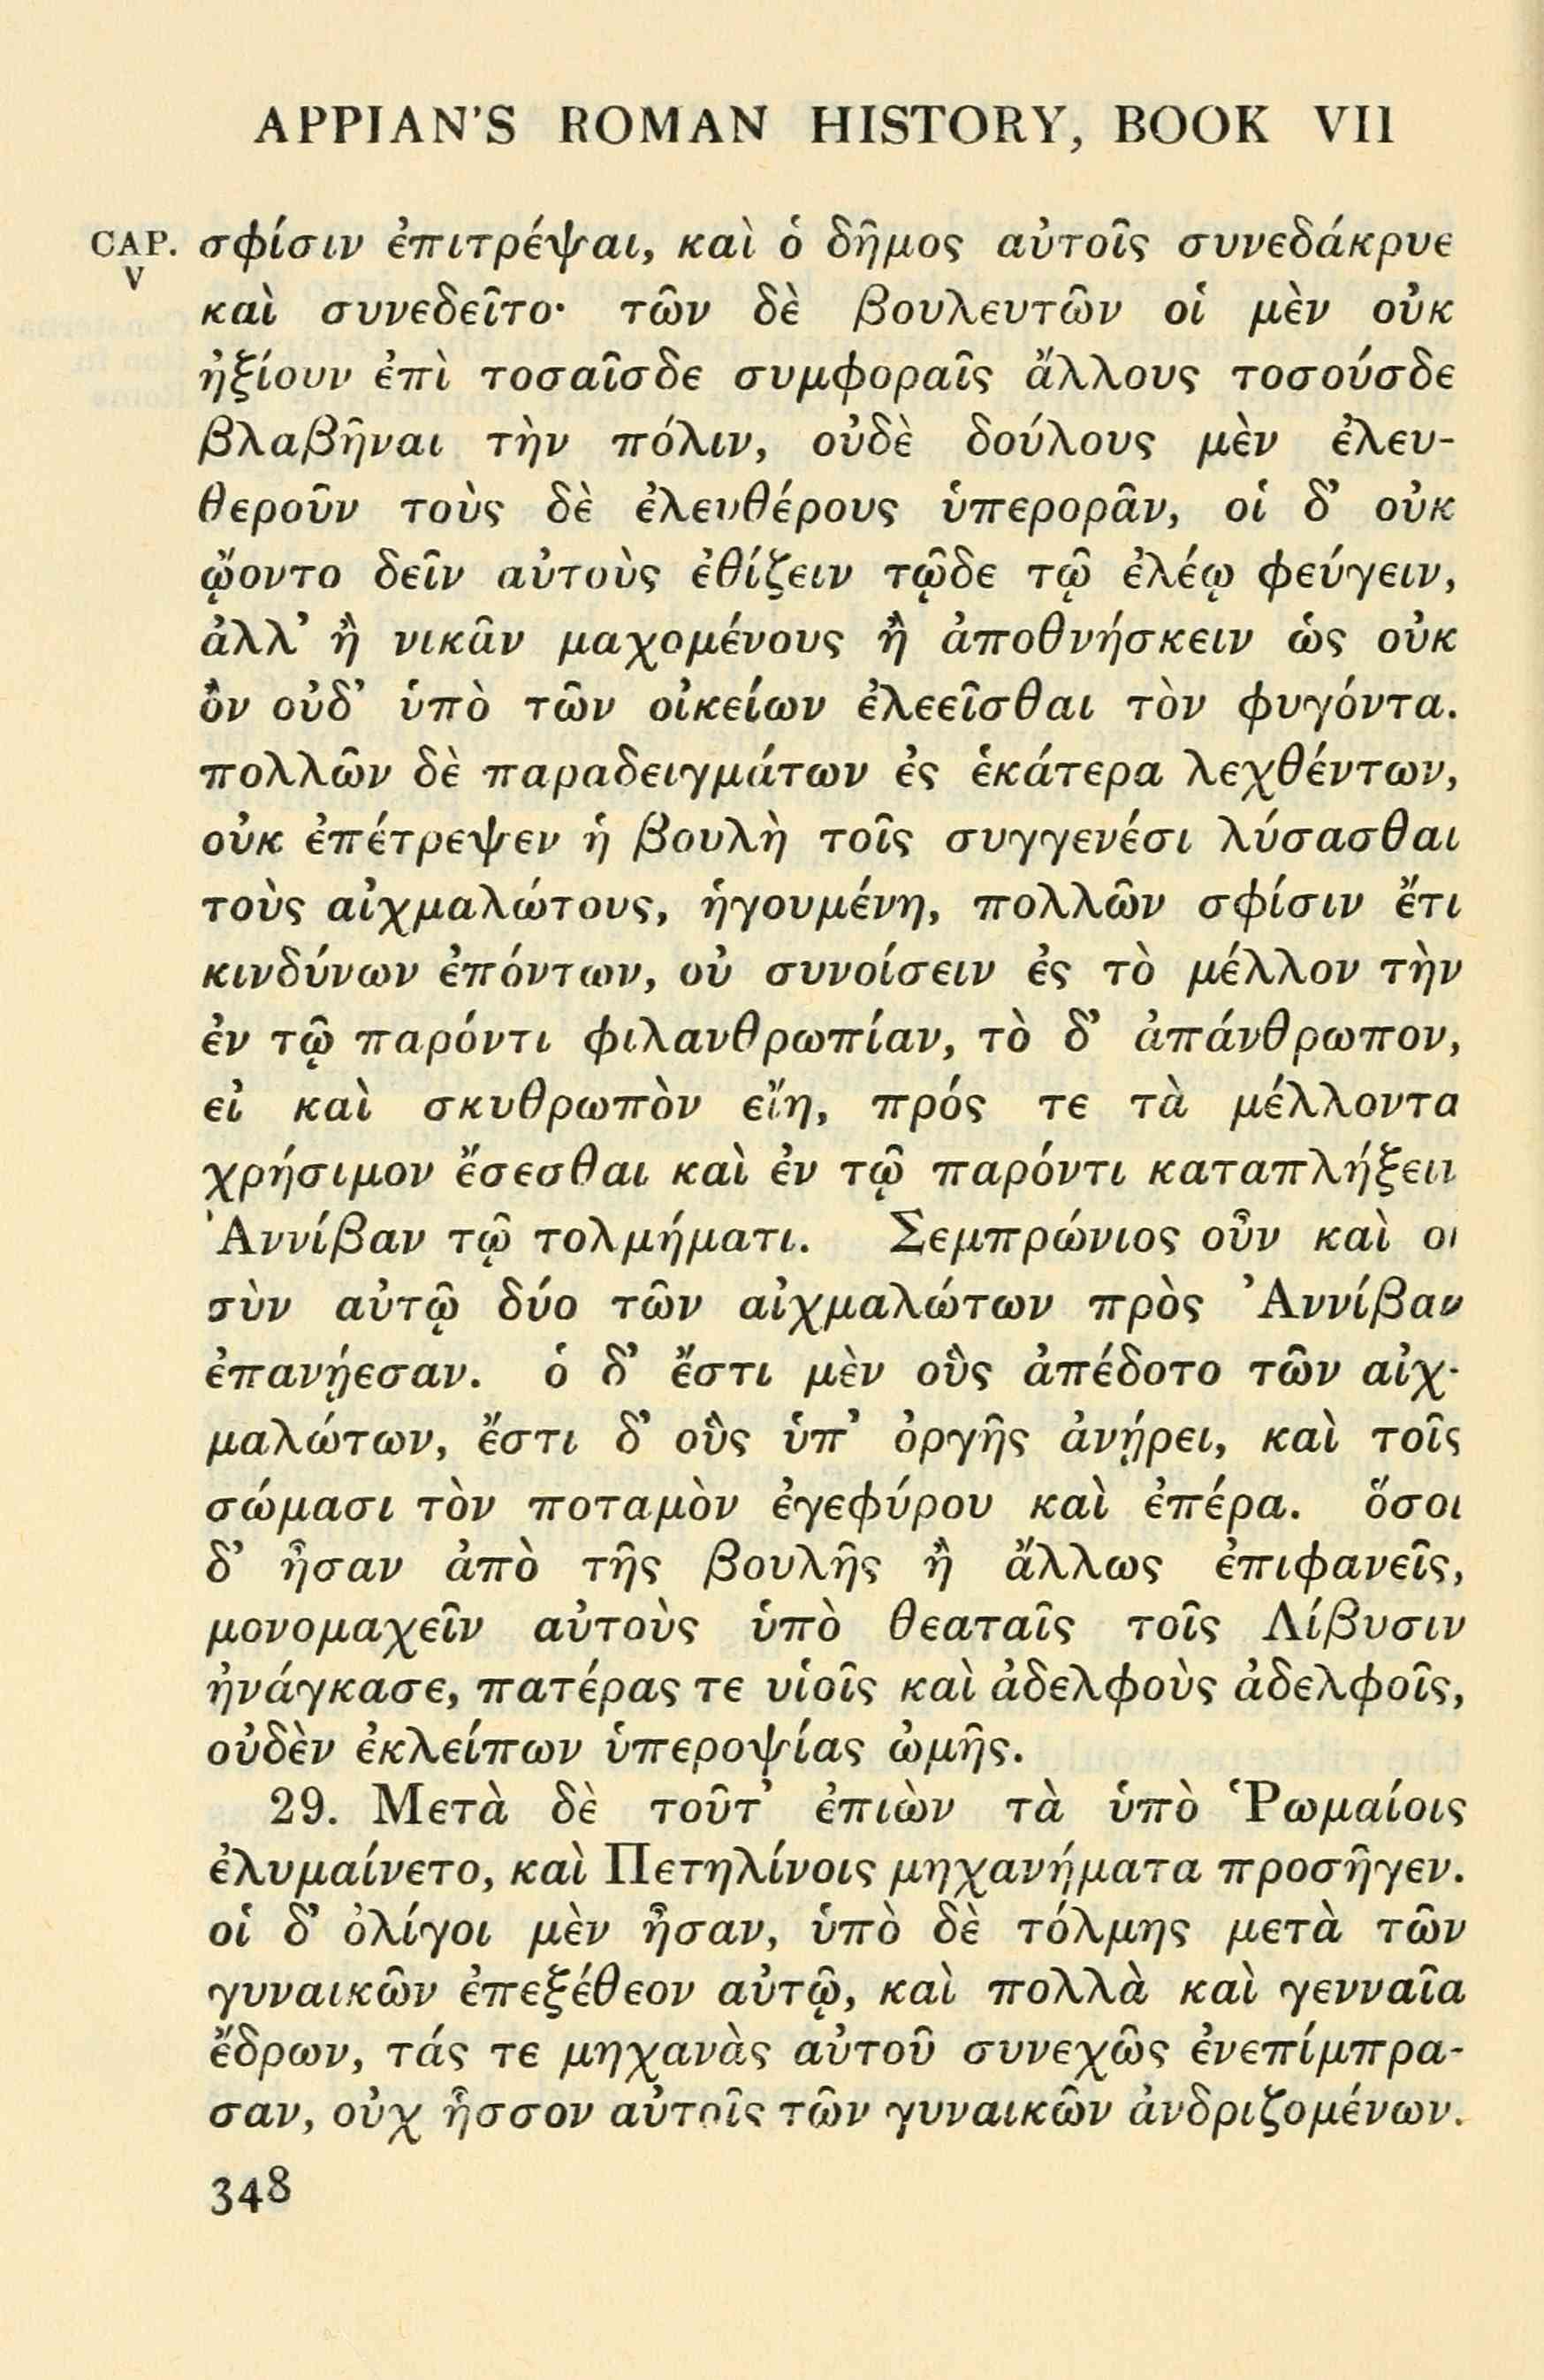 APPIAN'S ROMAN HISTORY, BOOK VII
CAP. V
σφίσιν ἐπιτρέψαι, καὶ ὁ δῆμος αὐτοῖς συνεδάκρυε
καὶ συνεδεῖτο· τῶν δὲ βουλευτῶν οἱ μὲν οὐκ
ἠξίουν ἐπὶ τοσαῖσδε συμφοραῖς ἄλλους τοσούσδε
βλαβῆναι τὴν πόλιν, οὐδὲ δούλους μὲν ἐλευ-
θεροῦν τοὺς δὲ ἐλευθέρους ὑπερορᾶν, οἱ δ' οὐκ
ᾤοντο δεῖν αὐτοὺς ἐθίζειν τῷδε τῷ ἐλέῳ φεύγειν,
ἀλλ' ἢ νικᾶν μαχομένους ἢ ἀποθνήσκειν ὡς οὐκ
ὂν οὐδ' ὑπὸ τῶν οἰκείων ἐλεεῖσθαι τὸν φυγόντα.
πολλῶν δὲ παραδειγμάτων ἐς ἑκάτερα λεχθέντων,
οὐκ ἐπέτρεψεν ἡ βουλὴ τοῖς συγγενέσι λύσασθαι
τοὺς αἰχμαλώτους, ἡγουμένη, πολλῶν σφίσιν ἔτι
κινδύνων ἐπόντων, οὐ συνοίσειν ἐς τὸ μέλλον τὴν
ἐν τῷ παρόντι φιλανθρωπίαν, τὸ δ' ἀπάνθρωπον,
εἰ καὶ σκυθρωπὸν εἴη, πρός τε τὰ μέλλοντα
χρήσιμον ἔσεσθαι καὶ ἐν τῷ παρόντι καταπλήξειν
Ἀννίβαν τῷ τολμήματι. Σεμπρώνιος οὖν καὶ οἱ
σὺν αὐτῷ δύο τῶν αἰχμαλώτων πρὸς Ἀννίβαν
ἐπανῄεσαν. ὁ δ' ἔστι μὲν οὓς ἀπέδοτο τῶν αἰχ-
μαλώτων, ἔστι δ' οὓς ὑπ' ὀργῆς ἀνῄρει, καὶ τοῖς
σώμασι τὸν ποταμὸν ἐγεφύρου καὶ ἐπέρα. ὅσοι
δ' ἦσαν ἀπὸ τῆς βουλῆς ἢ ἄλλως ἐπιφανεῖς,
μονομαχεῖν αὐτοὺς ὑπὸ θεαταῖς τοῖς Λίβυσιν
ἠνάγκασε, πατέρας τε υἱοῖς καὶ ἀδελφοὺς ἀδελφοῖς,
οὐδὲν ἐκλείπων ὑπεροψίας ὠμῆς.
29. Μετὰ δὲ τοῦτ' ἐπιὼν τὰ ὑπὸ Ῥωμαίοις
ἐλυμαίνετο, καὶ Πετηλίνοις μηχανήματα προσῆγεν.
οἱ δ' ὀλίγοι μὲν ἦσαν, ὑπὸ δὲ τόλμης μετὰ τῶν
γυναικῶν ἐπεξέθεον αὐτῷ, καὶ πολλὰ καὶ γενναῖα
ἔδρων, τάς τε μηχανὰς αὐτοῦ συνεχῶς ἐνεπίμπρα-
σαν, οὐχ ἧσσον αὐτοῖς τῶν γυναικῶν ἀνδριζομένων.
348